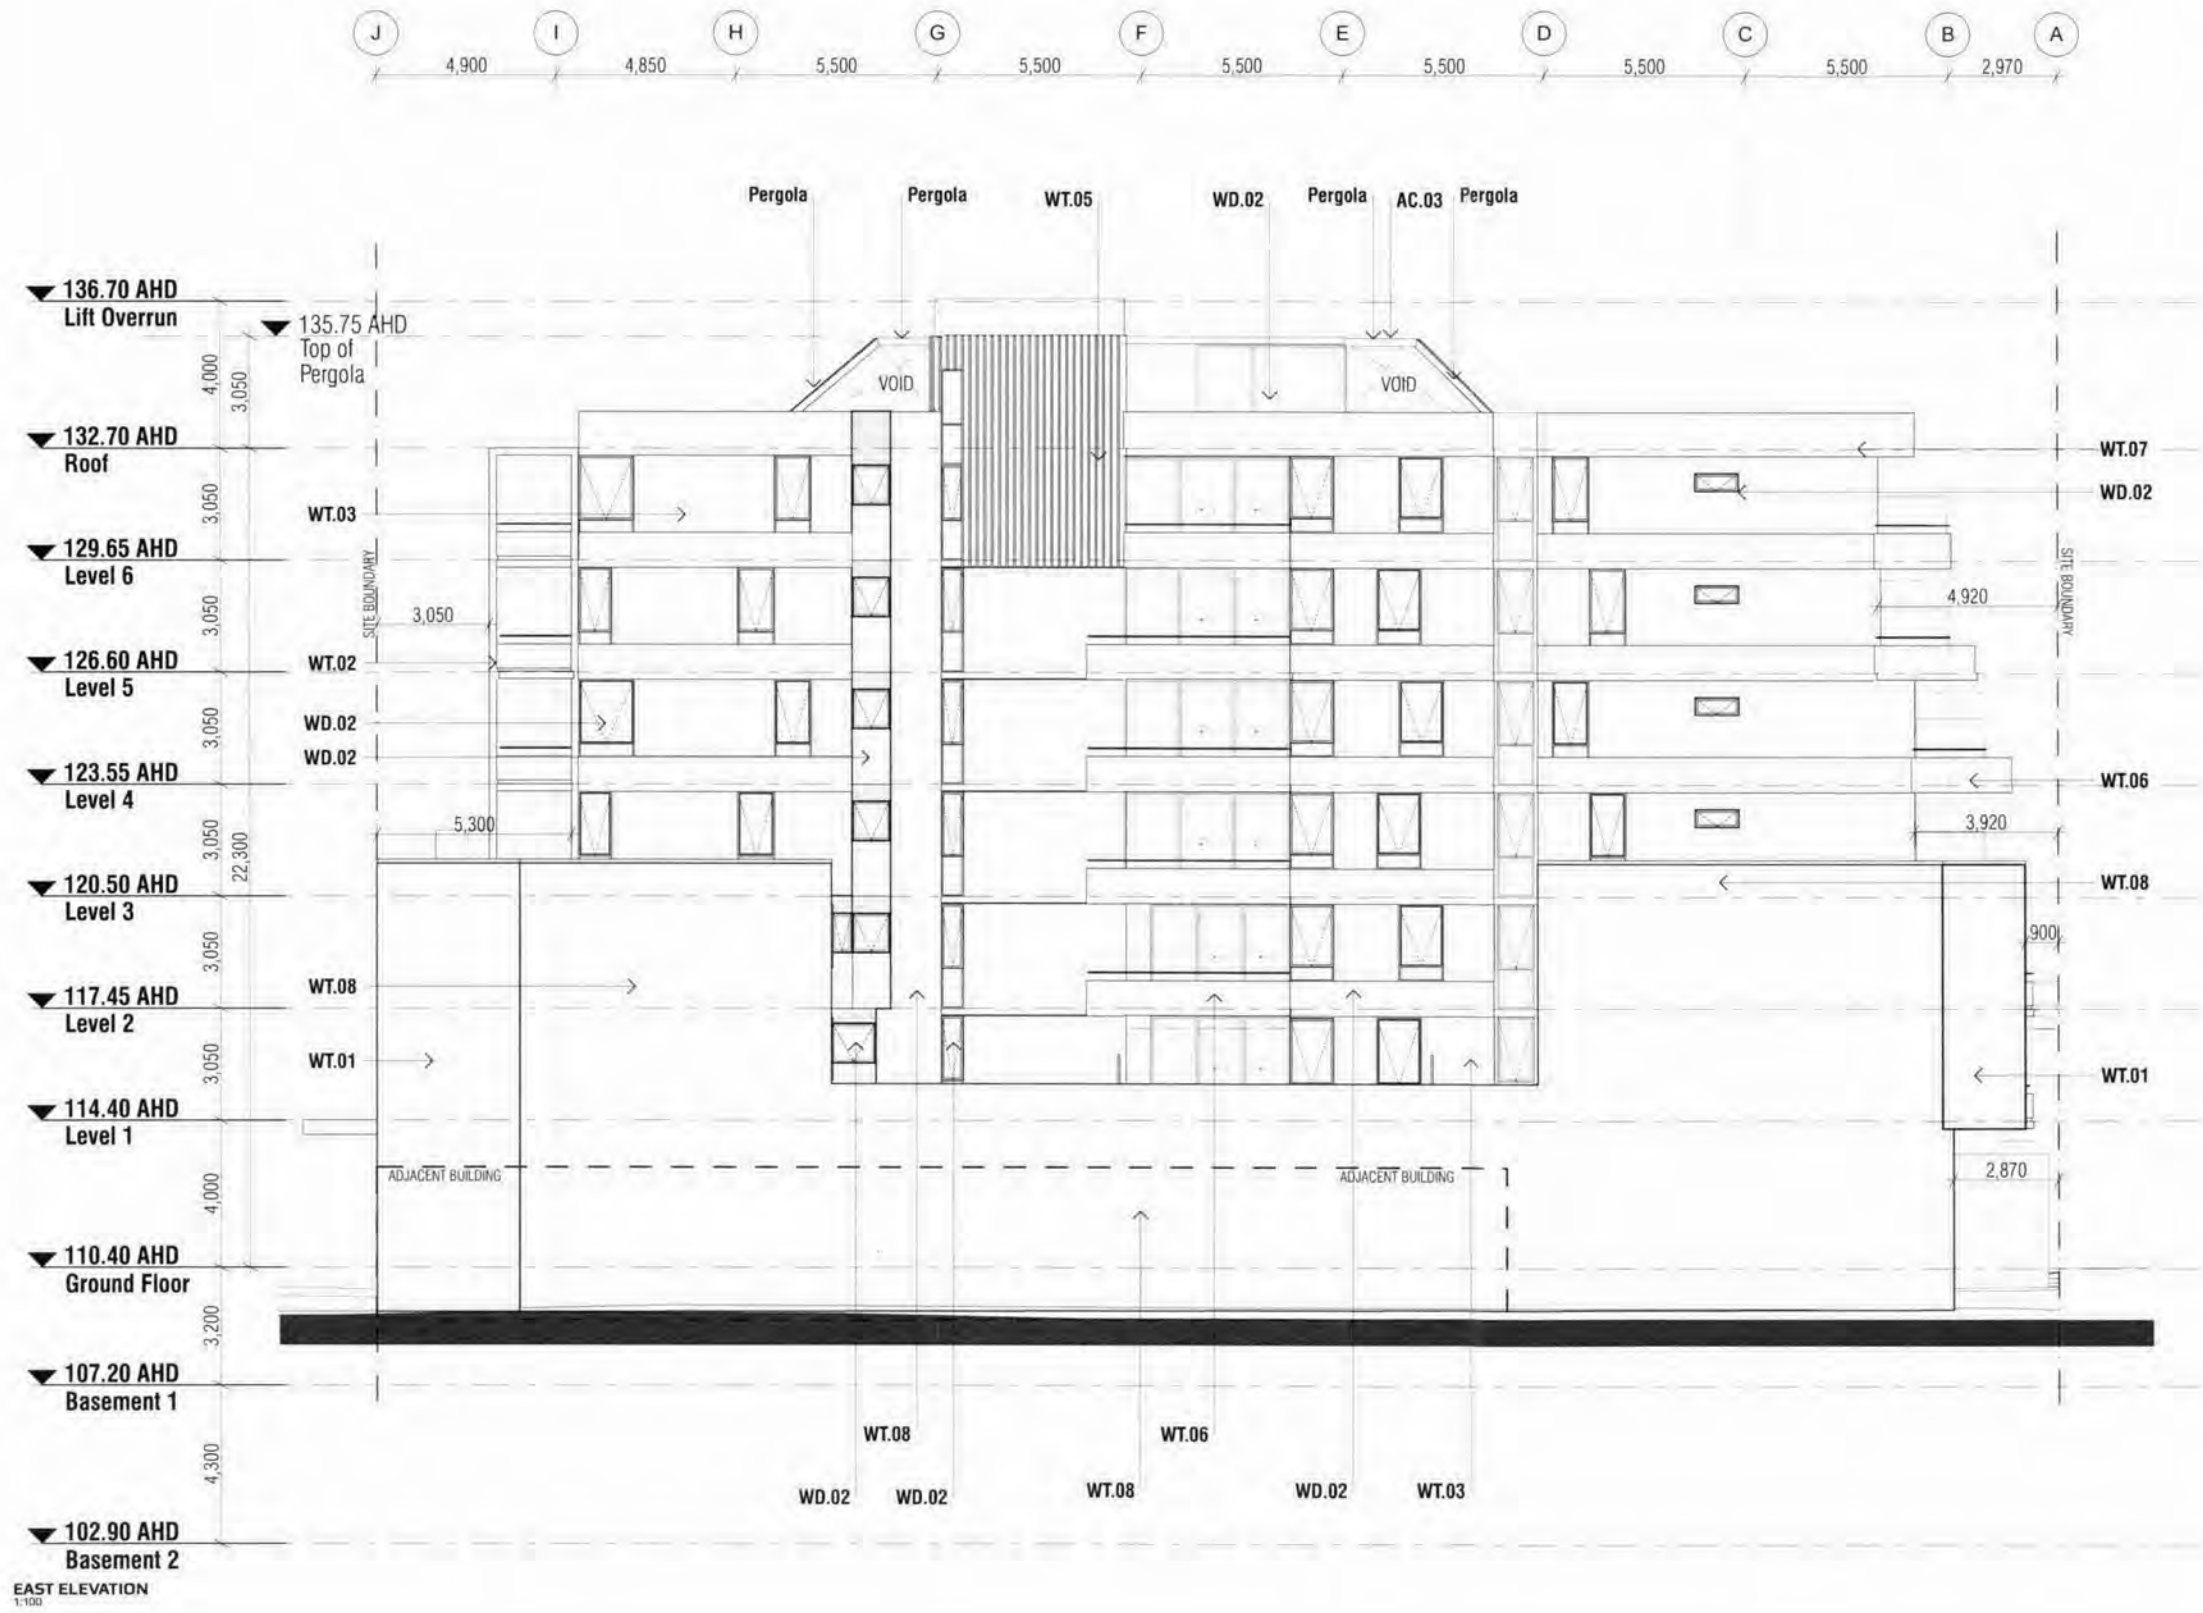 J I H G F E D C B A
4,900 4,850 5,500 5,500 5,500 5,500 5,500 5,500 2,970
Pergola Pergola WT.05 WD.02 Pergola AC.03 Pergola
136.70 AHD
Lift Overrun
135.75 AHD
Top of
Pergola
4,000
3,050
VOID VOID
132.70 AHD
Roof
WT.07
WD.02
3,050
WT.03
129.65 AHD
Level 6
SITE BOUNDARY
SITE BOUNDARY
3,050
3,050
4,920
126.60 AHD
Level 5
WT.02
3,050
WD.02
WD.02
123.55 AHD
Level 4
WT.06
3,050
22,300
5,300
3,920
120.50 AHD
Level 3
WT.08
3,050
900
WT.08
117.45 AHD
Level 2
3,050
WT.01
WT.01
114.40 AHD
Level 1
ADJACENT BUILDING ADJACENT BUILDING
2,870
4,000
110.40 AHD
Ground Floor
3,200
107.20 AHD
Basement 1
WT.08 WT.06
4,300
WD.02 WD.02 WT.08 WD.02 WT.03
102.90 AHD
Basement 2
EAST ELEVATION
1:100